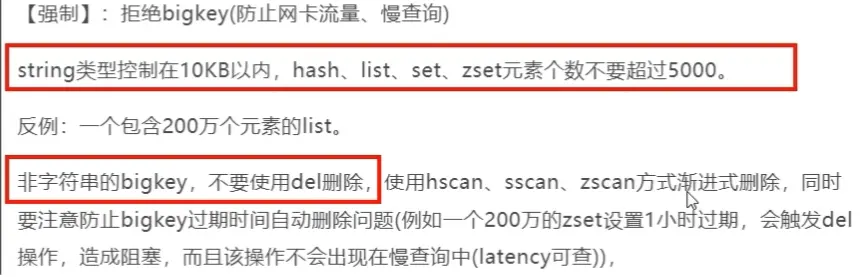 【强制】：拒绝bigkey(防止网卡流量、慢查询)
string类型控制在10KB以内，hash、list、set、zset元素个数不要超过5000。
反例：一个包含200万个元素的list。
非字符串的bigkey，不要使用del删除，使用hscan、sscan、zscan方式渐进式删除，同时
要注意防止bigkey过期时间自动删除问题(例如一个200万的zset设置1小时过期，会触发del
操作，造成阻塞，而且该操作不会出现在慢查询中(latency可查))，